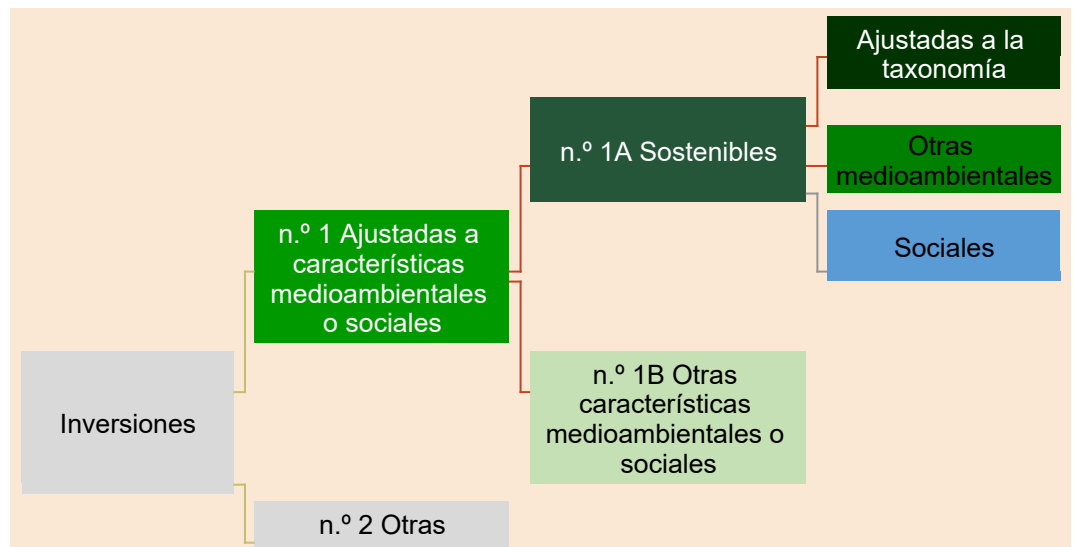 Ajustadas a la
taxonomía
n.º 1A Sostenibles
Otras
medioambientales
Sociales
n.º 1 Ajustadas a
características
medioambientales
o sociales
n.º 1B Otras
características
medioambientales o
sociales
Inversiones
n.º 2 Otras